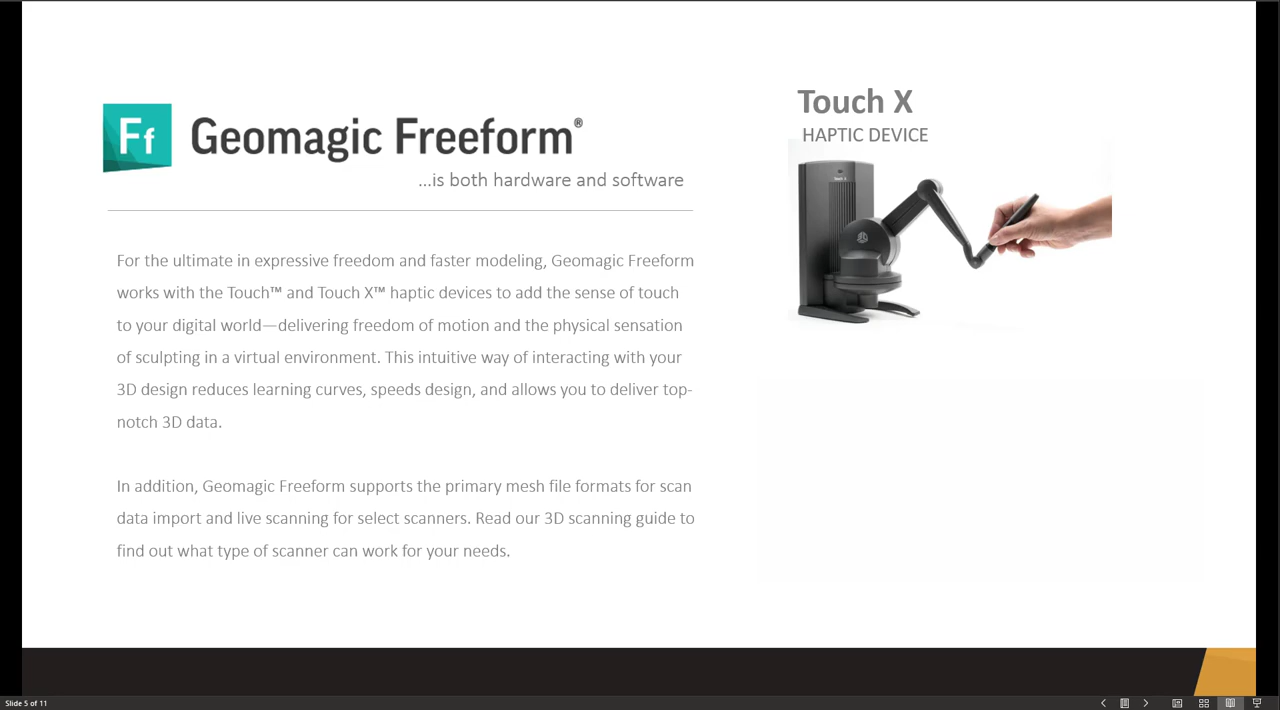 Ff Geomagic Freeform®
...is both hardware and software
For the ultimate in expressive freedom and faster modeling, Geomagic Freeform
works with the Touch™ and Touch X™ haptic devices to add the sense of touch
to your digital world—delivering freedom of motion and the physical sensation
of sculpting in a virtual environment. This intuitive way of interacting with your
3D design reduces learning curves, speeds design, and allows you to deliver top-
notch 3D data.
In addition, Geomagic Freeform supports the primary mesh file formats for scan
data import and live scanning for select scanners. Read our 3D scanning guide to
find out what type of scanner can work for your needs.
Touch X
HAPTIC DEVICE
Touch X
Slide 5 of 11